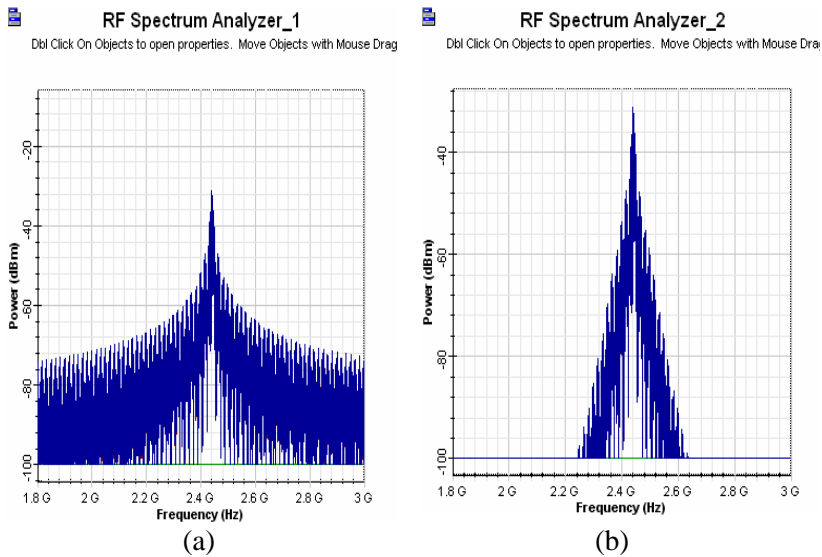 RF Spectrum Analyzer_1
Dbl Click On Objects to open properties. Move Objects with Mouse Drag
Power (dBm)
-20
-40
-60
-80
-100
1.8 G 2 G 2.2 G 2.4 G 2.6 G 2.8 G 3 G
Frequency (Hz)
(a)
RF Spectrum Analyzer_2
Dbl Click On Objects to open properties. Move Objects with Mouse Drag
Power (dBm)
-40
-60
-80
-100
1.8 G 2 G 2.2 G 2.4 G 2.6 G 2.8 G 3 G
Frequency (Hz)
(b)